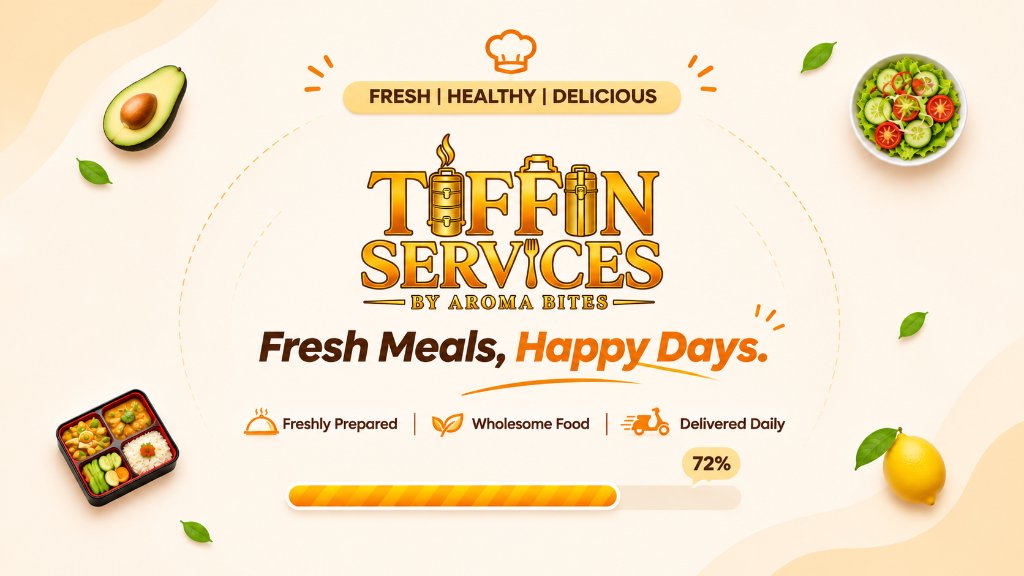 FRESH | HEALTHY | DELICIOUS
TIFFIN
SERVICES
BY AROMA BITES
Fresh Meals, Happy Days.
Freshly Prepared | Wholesome Food | Delivered Daily
72%